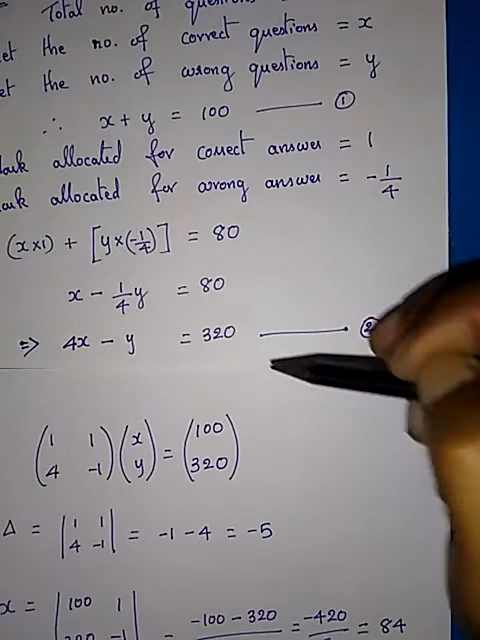 Total no. of
et the no. of correct questions = x
et the no. of wrong questions = y
∴ x + y = 100 ——— ①
ark allocated for correct answer = 1
ark allocated for wrong answer = -1/4
(x×1) + [y×(-1/4)] = 80
x - 1/4 y = 80
⇒ 4x - y = 320 ——— ②
(1 1; 4 -1)(x; y) = (100; 320)
Δ = |1 1; 4 -1| = -1 - 4 = -5
x = |100 1; 320 -1| = -100 - 320 = -420 = 84